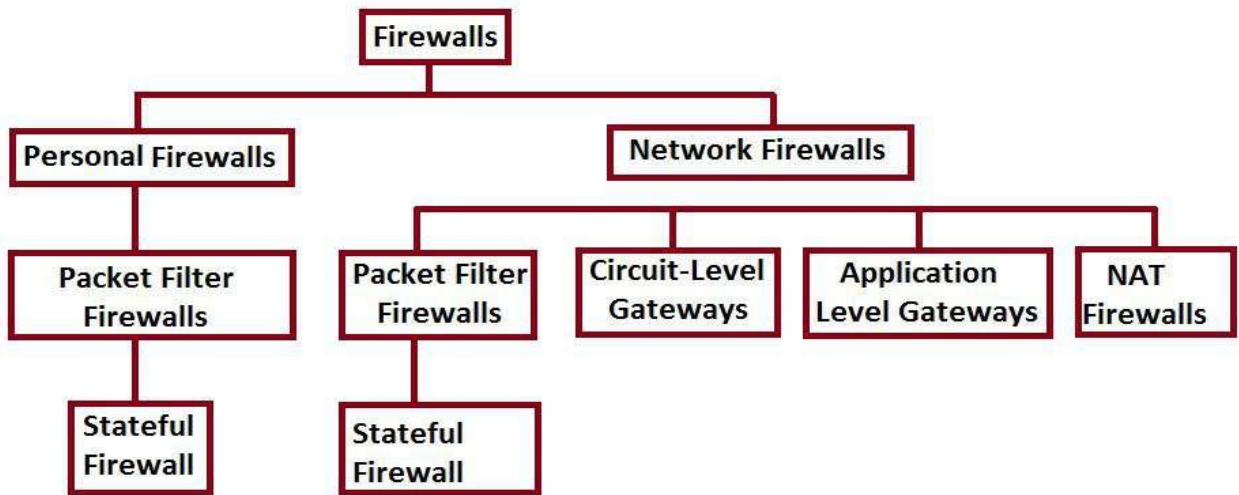 Firewalls
Personal Firewalls
Network Firewalls
Packet Filter
Firewalls
Packet Filter
Firewalls
Circuit-Level
Gateways
Application
Level Gateways
NAT
Firewalls
Stateful
Firewall
Stateful
Firewall